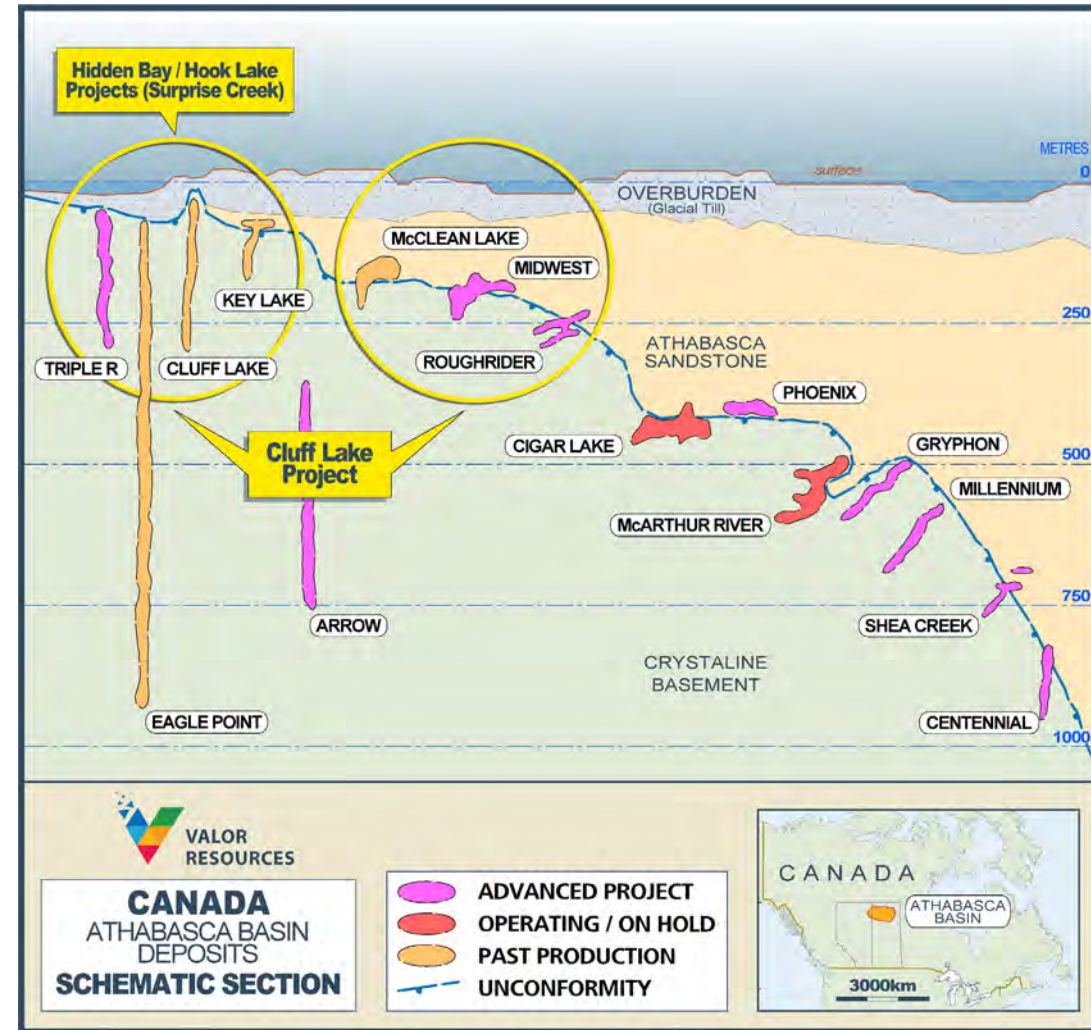 Hidden Bay / Hook Lake
Projects (Surprise Creek)
METRES
0
surface
OVERBURDEN
(Glacial Till)
McCLEAN LAKE
MIDWEST
KEY LAKE
250
ATHABASCA
SANDSTONE
TRIPLE R
CLUFF LAKE
ROUGHRIDER
PHOENIX
Cluff Lake
Project
CIGAR LAKE
GRYPHON
500
MILLENNIUM
McARTHUR RIVER
750
ARROW
SHEA CREEK
CRYSTALINE
BASEMENT
EAGLE POINT
CENTENNIAL
1000
VALOR
RESOURCES
CANADA
ATHABASCA BASIN
DEPOSITS
SCHEMATIC SECTION
ADVANCED PROJECT
OPERATING / ON HOLD
PAST PRODUCTION
UNCONFORMITY
CANADA
ATHABASCA
BASIN
3000km